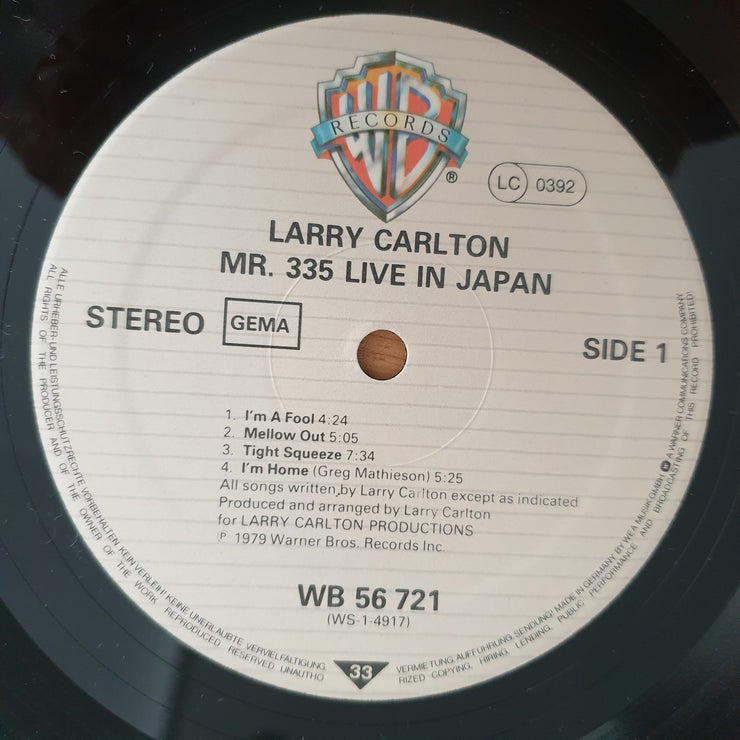 WB
RECORDS
®
LC 0392
LARRY CARLTON
MR. 335 LIVE IN JAPAN
STEREO GEMA
SIDE 1
1. I'm A Fool 4:24
2. Mellow Out 5:05
3. Tight Squeeze 7:34
4. I'm Home (Greg Mathieson) 5:25
All songs written by Larry Carlton except as indicated
Produced and arranged by Larry Carlton
for LARRY CARLTON PRODUCTIONS
℗ 1979 Warner Bros. Records Inc.
WB 56 721
(WS-1-4917)
33
ALLE URHEBER- UND LEISTUNGSSCHUTZRECHTE VORBEHALTEN KEIN VERLEIH! KEINE UNERLAUBTE VERVIELFÄLTIGUNG, VERMIETUNG, AUFFÜHRUNG, SENDUNG! MADE IN GERMANY BY WEA MUSIK GMBH A WARNER COMMUNICATIONS COMPANY
ALL RIGHTS OF THE PRODUCER AND OF THE OWNER OF THE WORK REPRODUCED RESERVED. UNAUTHORIZED COPYING, HIRING, LENDING, PUBLIC PERFORMANCE AND BROADCASTING OF THIS RECORD PROHIBITED!